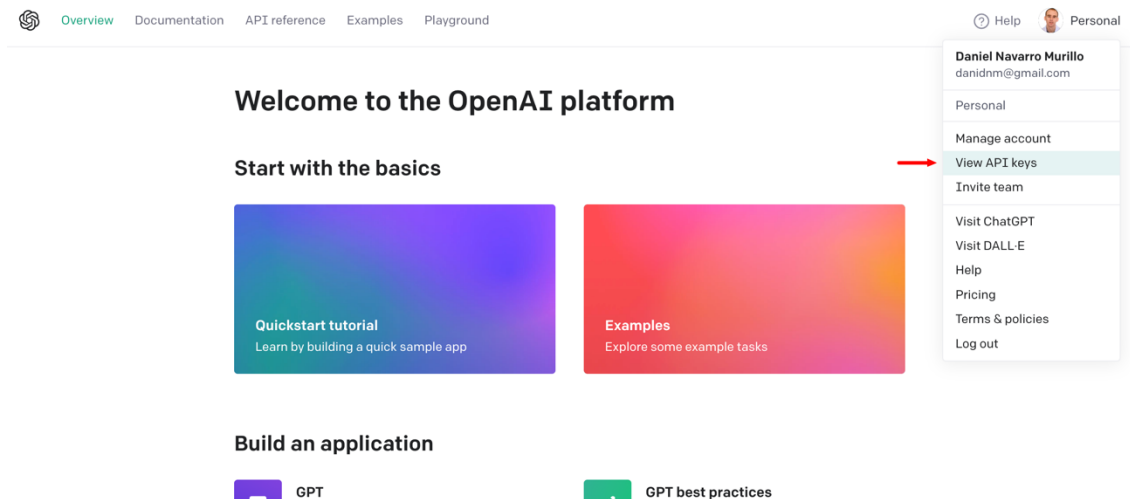 Overview Documentation API reference Examples Playground Help Personal
Daniel Navarro Murillo
danidnm@gmail.com
Personal
Manage account
View API keys
Invite team
Visit ChatGPT
Visit DALL·E
Help
Pricing
Terms & policies
Log out
Welcome to the OpenAI platform
Start with the basics
Quickstart tutorial
Learn by building a quick sample app
Examples
Explore some example tasks
Build an application
GPT
GPT best practices